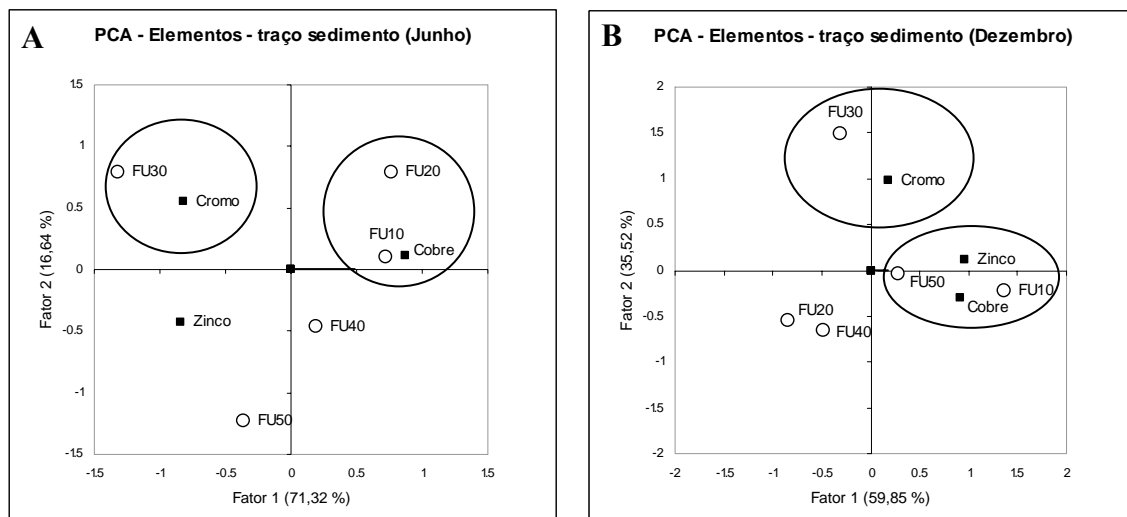 A
PCA - Elementos - traço sedimento (Junho)
1.5
1
0.5
0
-0.5
-1
-1.5
-1.5
-1
-0.5
0
0.5
1
1.5
Fator 2 (16,64 %)
Fator 1 (71,32 %)
FU30
Cromo
FU20
FU10
Cobre
Zinco
FU40
FU50
B
PCA - Elementos - traço sedimento (Dezembro)
2
1.5
1
0.5
0
-0.5
-1
-1.5
-2
-2
-1.5
-1
-0.5
0
0.5
1
1.5
2
Fator 2 (35,52 %)
Fator 1 (59,85 %)
FU30
Cromo
Zinco
FU50
FU10
Cobre
FU20
FU40